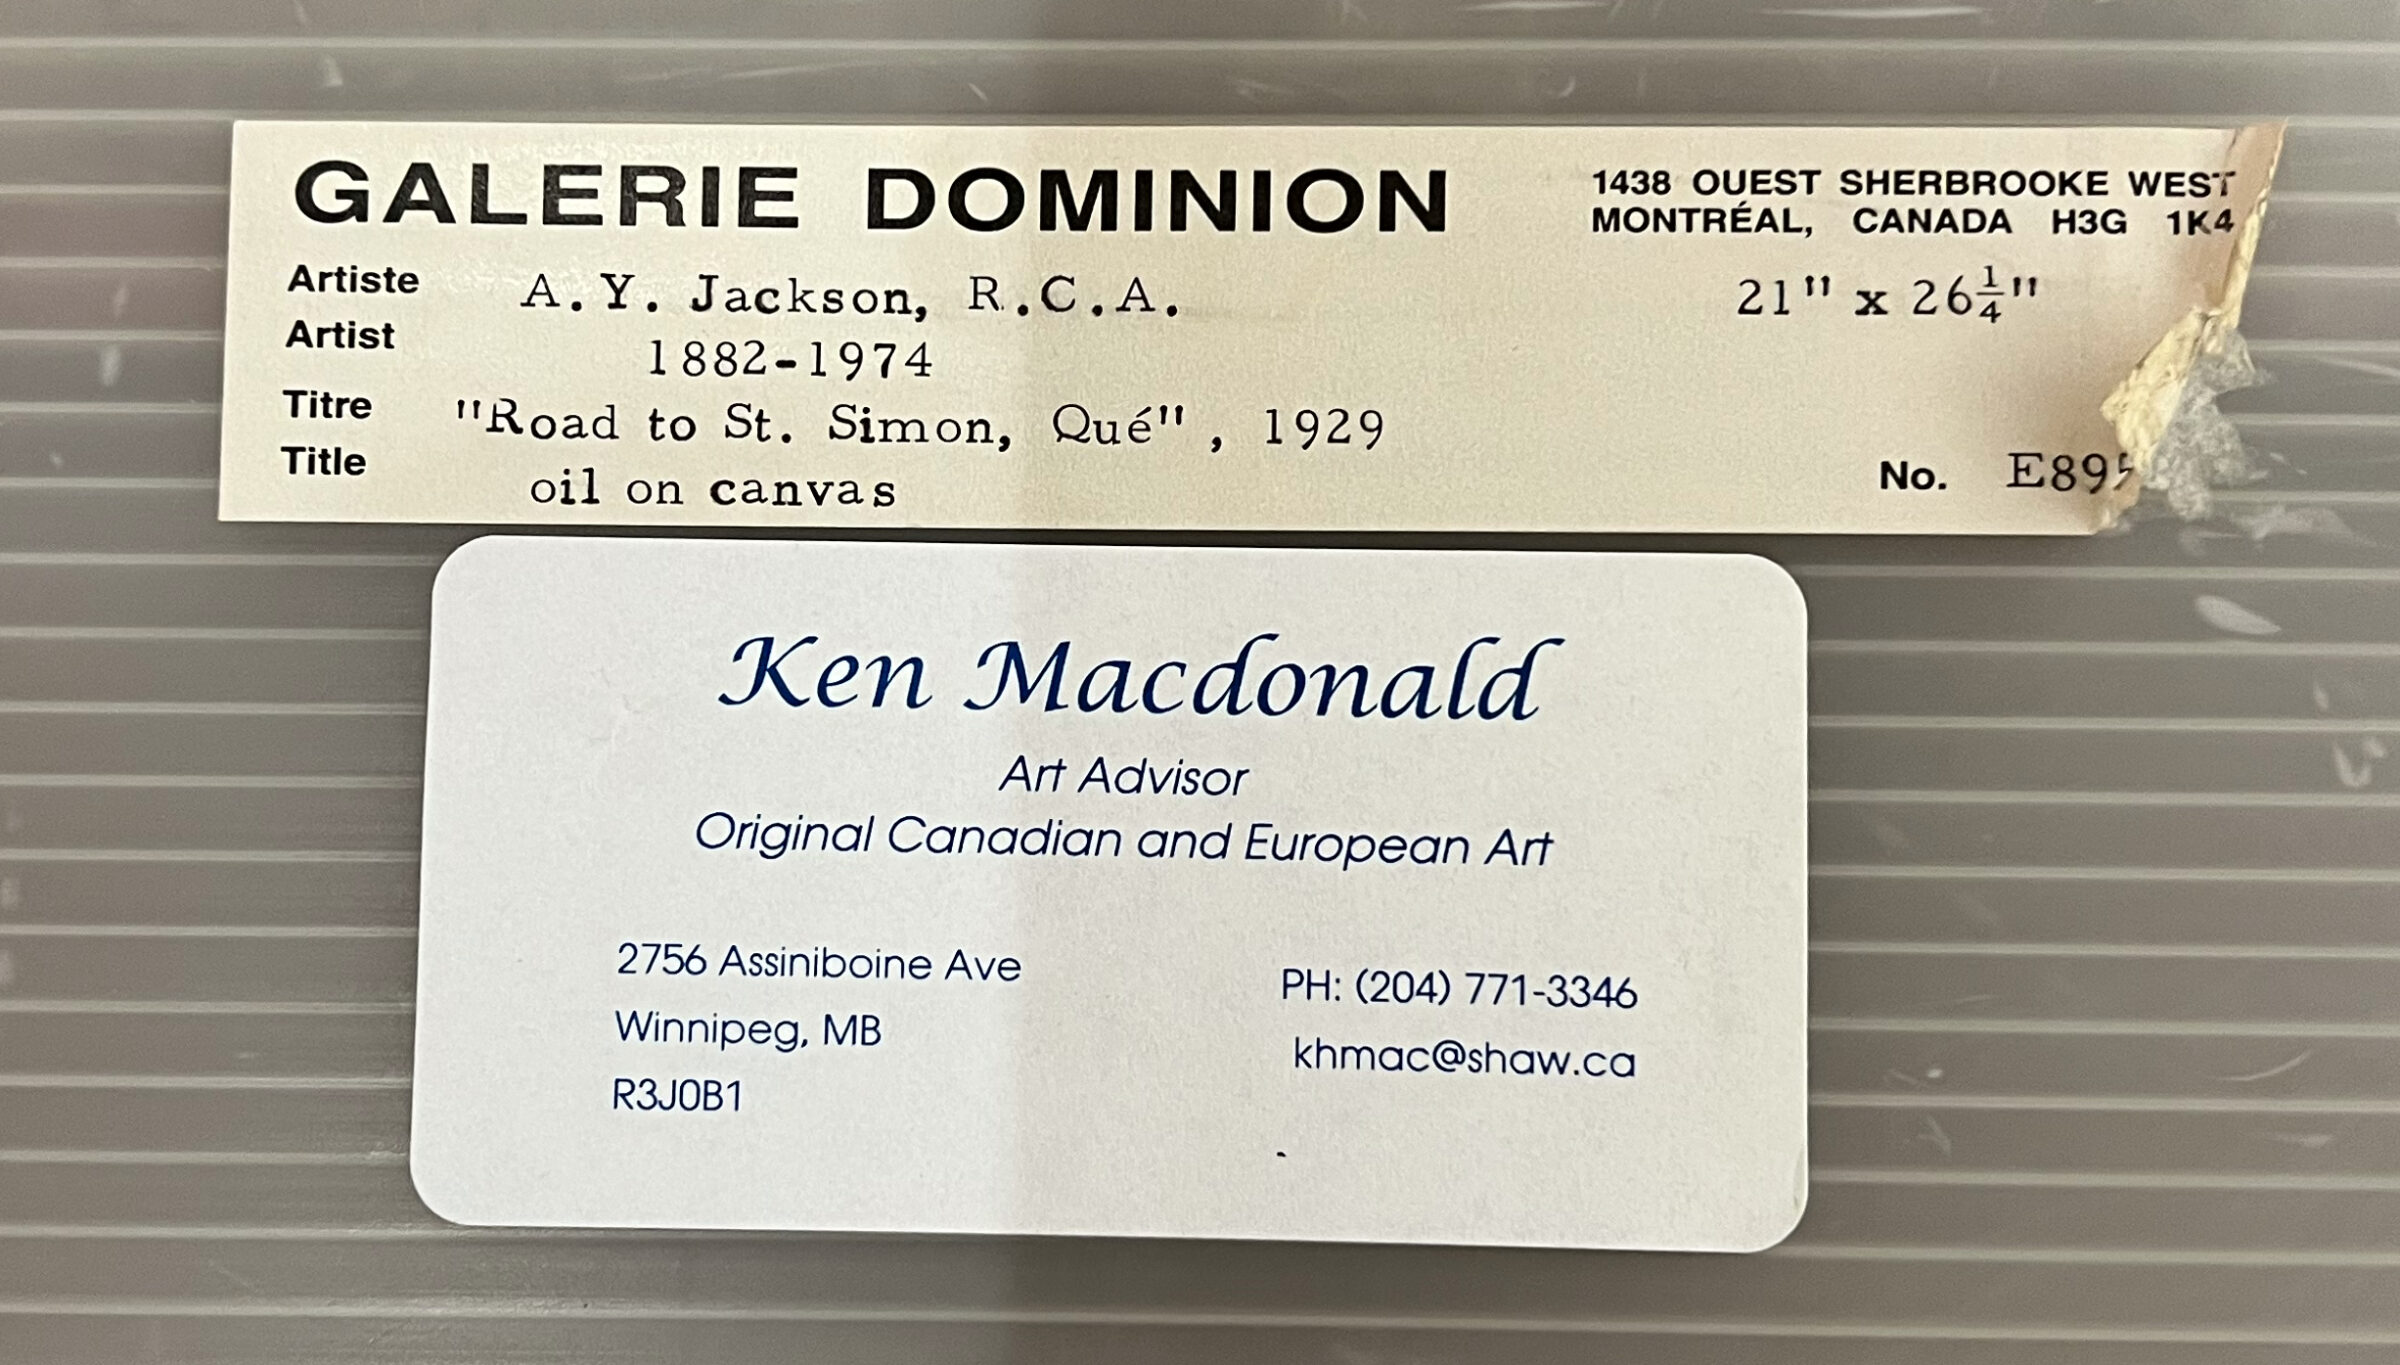 GALERIE DOMINION
1438 OUEST SHERBROOKE WEST
MONTRÉAL, CANADA H3G 1K4
Artiste
Artist
A.Y. Jackson, R.C.A.
1882-1974
21" x 26¼"
Titre
Title
"Road to St. Simon, Qué", 1929
oil on canvas
No.
Ken Macdonald
Art Advisor
Original Canadian and European Art
2756 Assiniboine Ave
Winnipeg, MB
R3J0B1
PH: (204) 771-3346
khmac@shaw.ca